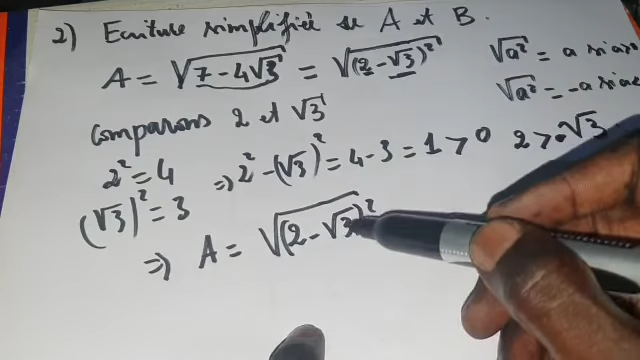 2) Ecriture simplifiée de A et B.
A = √(7 - 4√3) = √((2 - √3)²)
√a² = a si a>0
√a² = -a si a<
Comparons 2 et √3
2² = 4 ⇒ 2² - (√3)² = 4 - 3 = 1 > 0 2 > √3
(√3)² = 3
⇒ A = √((2 - √3)²)